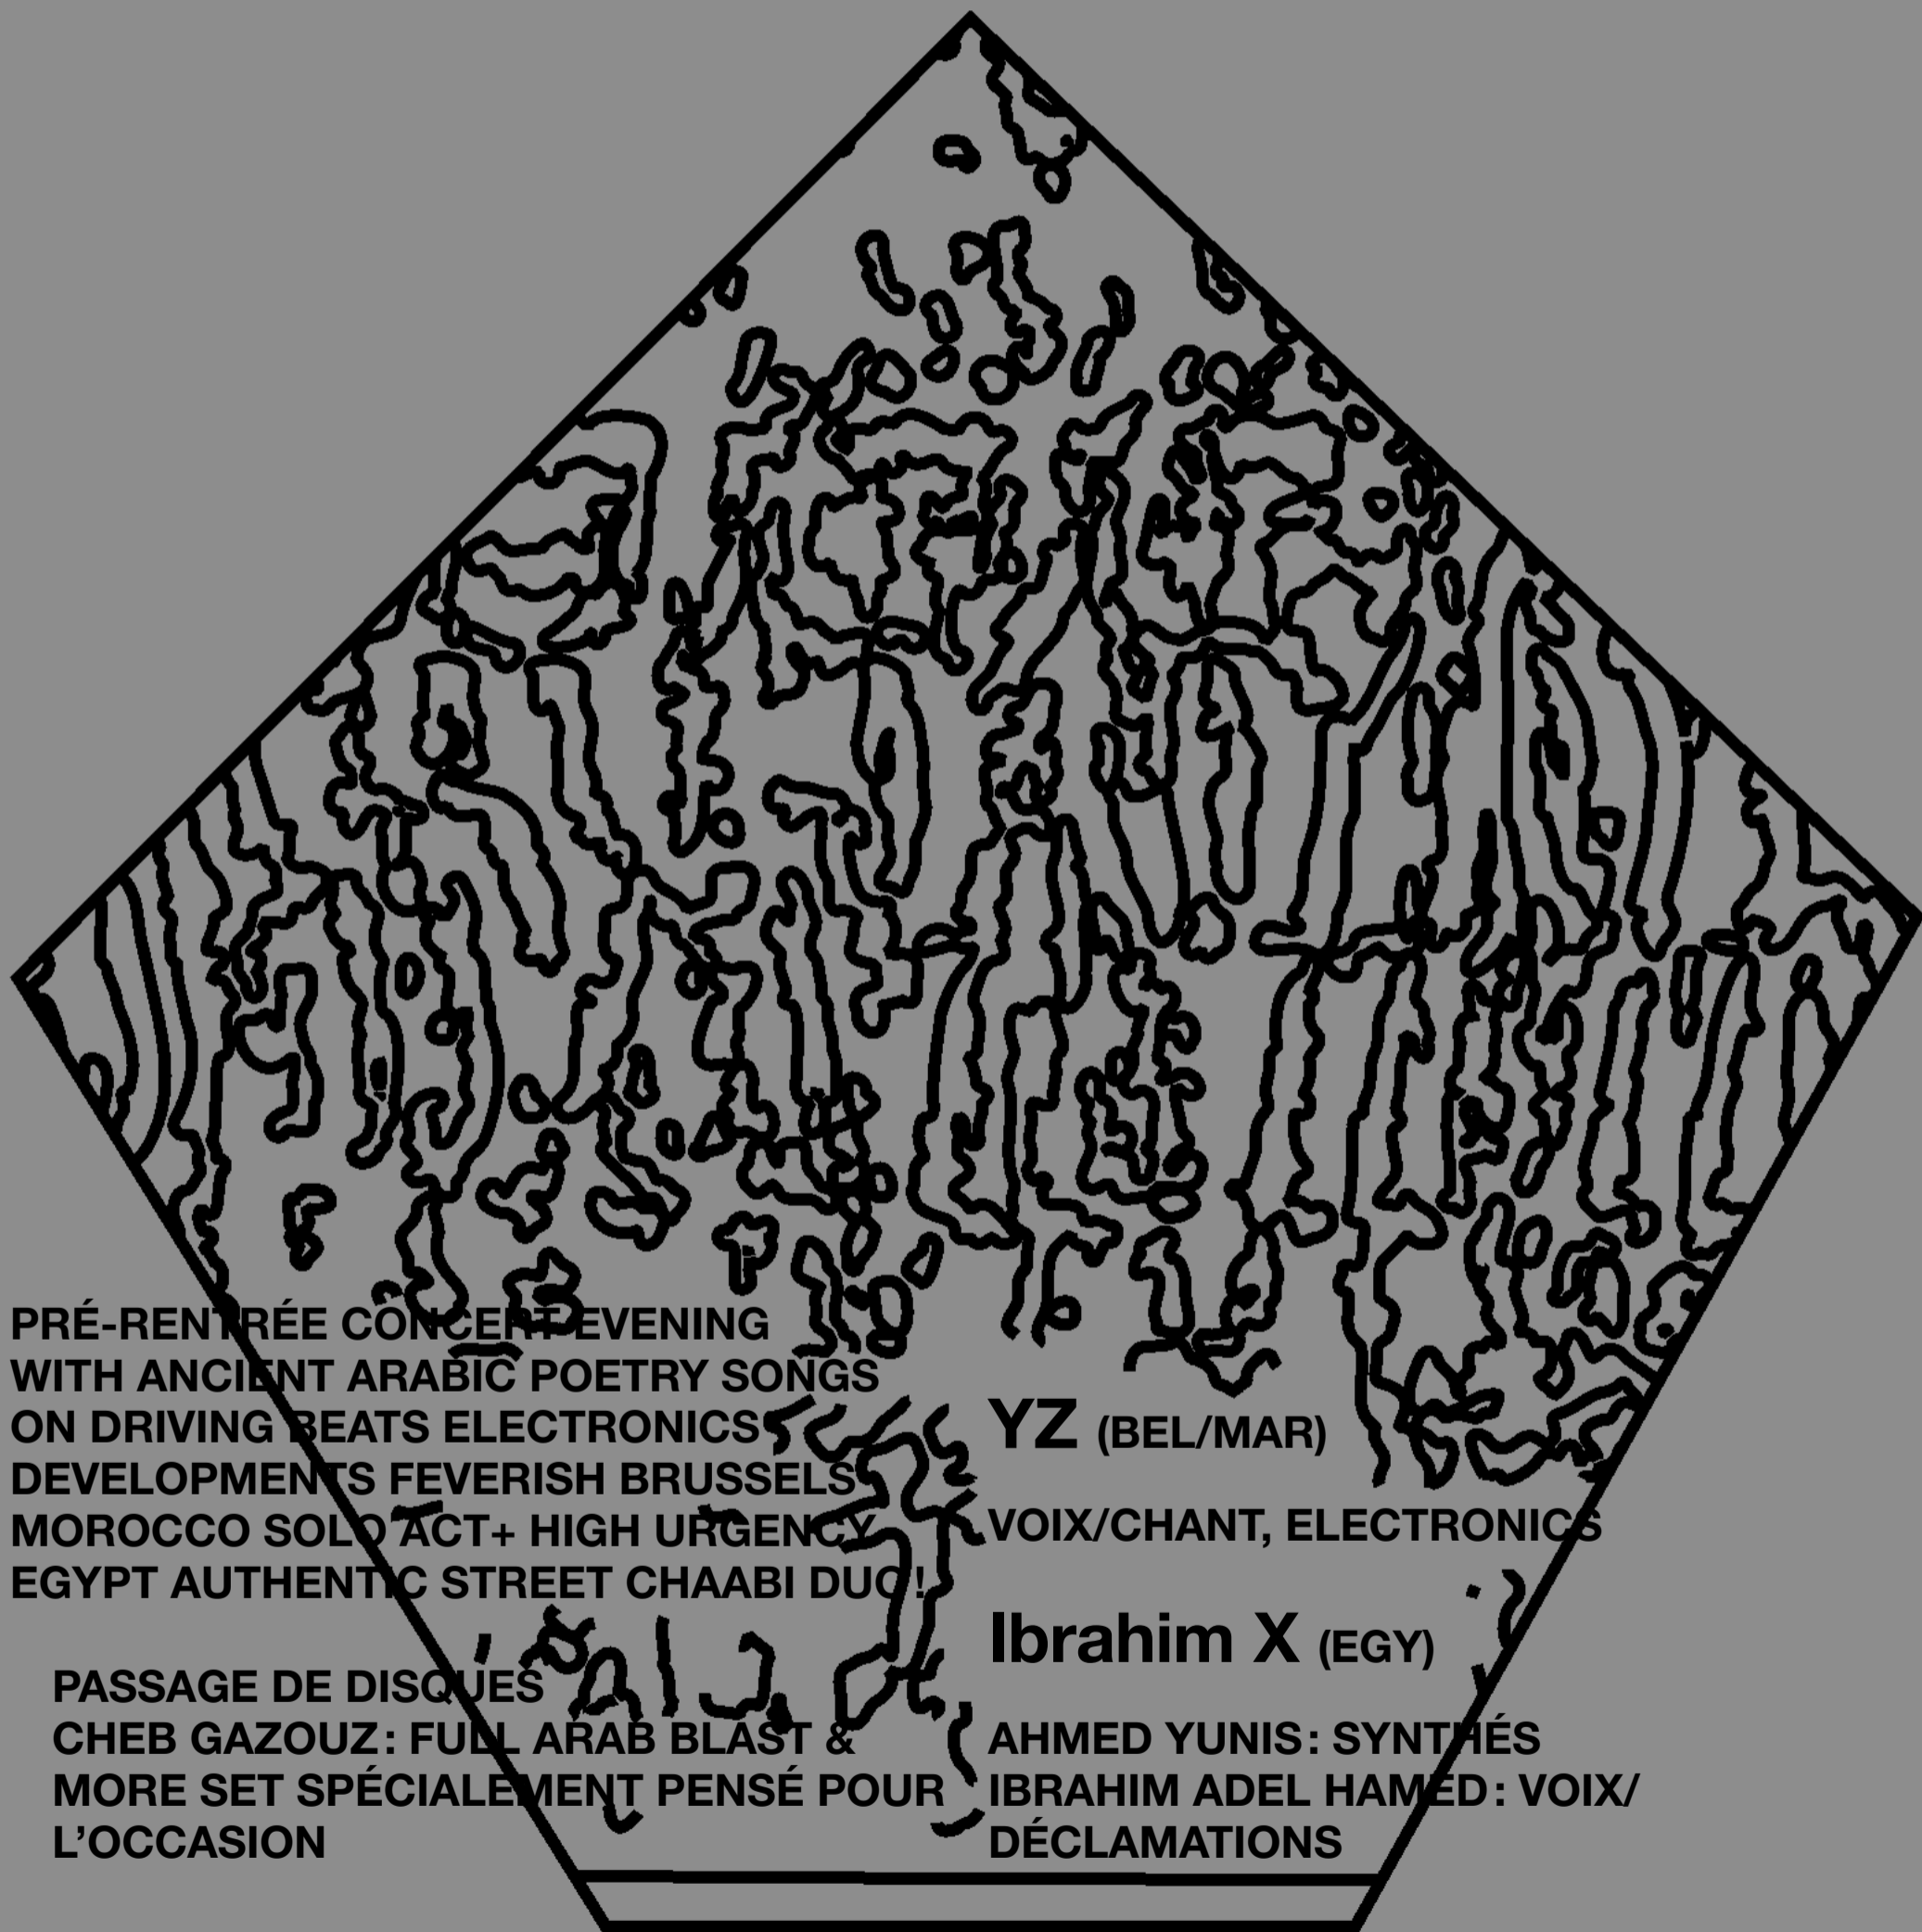 PRÉ-RENTRÉE CONCERT EVENING
WITH ANCIENT ARABIC POETRY SONGS
ON DRIVING BEATS ELECTRONICS
DEVELOPMENTS FEVERISH BRUSSELS
MOROCCO SOLO ACT+ HIGH URGENCY
EGYPT AUTHENTIC STREET CHAABI DUO !
PASSAGE DE DISQUES
CHEB GAZOUZ : FULL ARAB BLAST &
MORE SET SPÉCIALEMENT PENSÉ POUR
L’OCCASION
YZ (BEL/MAR)
VOIX/CHANT, ELECTRONICS
Ibrahim X (EGY)
AHMED YUNIS : SYNTHÉS
IBRAHIM ADEL HAMED : VOIX/
DÉCLAMATIONS